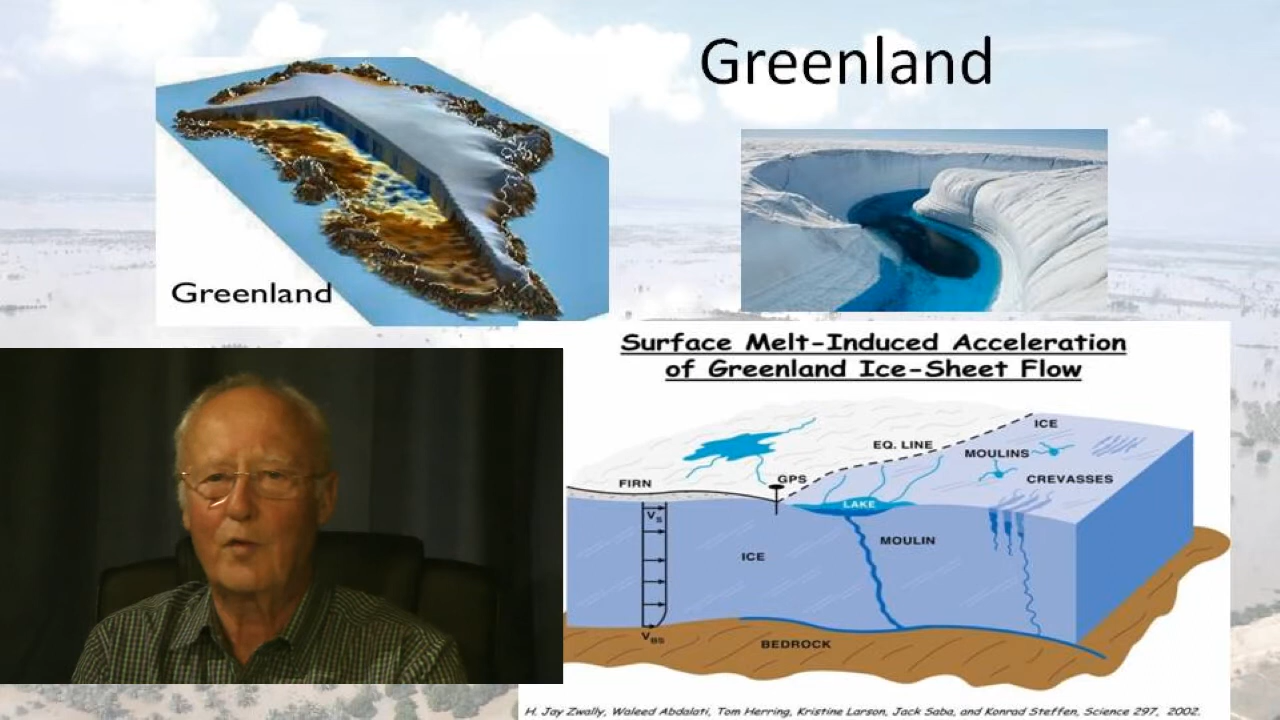 Greenland
Greenland
Surface Melt-Induced Acceleration
of Greenland Ice-Sheet Flow
ICE
EQ. LINE
MOULINS
FIRN
GPS
CREVASSES
VS
LAKE
MOULIN
ICE
VBS
BEDROCK
H. Jay Zwally, Waleed Abdalati, Tom Herring, Kristine Larson, Jack Saba, and Konrad Steffen, Science 297, 2002.